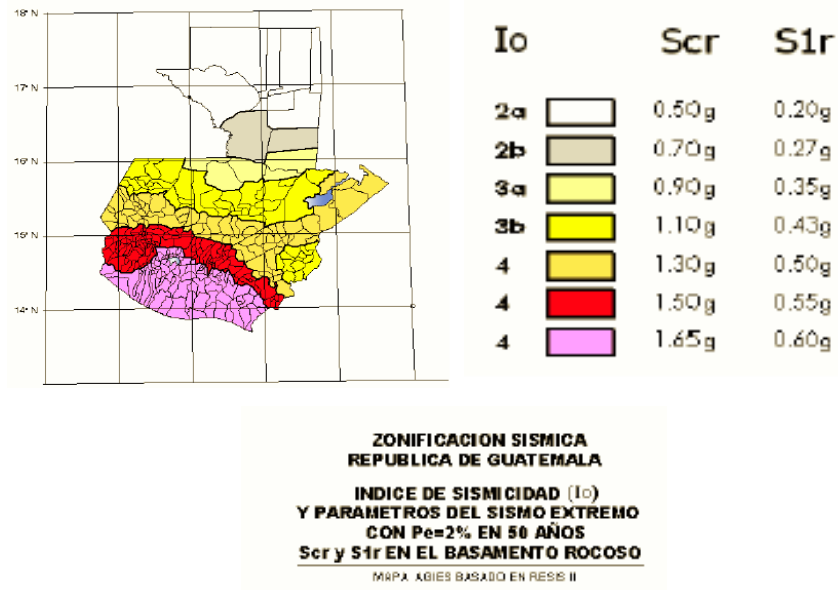 18° N
17° N
16° N
15° N
14° N
Io Scr S1r
2a 0.50g 0.20g
2b 0.70g 0.27g
3a 0.90g 0.35g
3b 1.10g 0.43g
4 1.30g 0.50g
4 1.50g 0.55g
4 1.65g 0.60g
ZONIFICACION SISMICA
REPUBLICA DE GUATEMALA
INDICE DE SISMICIDAD (Io)
Y PARAMETROS DEL SISMO EXTREMO
CON Pe=2% EN 50 AÑOS
Scr y S1r EN EL BASAMENTO ROCOSO
MAPA AGIES BASADO EN RESIS II